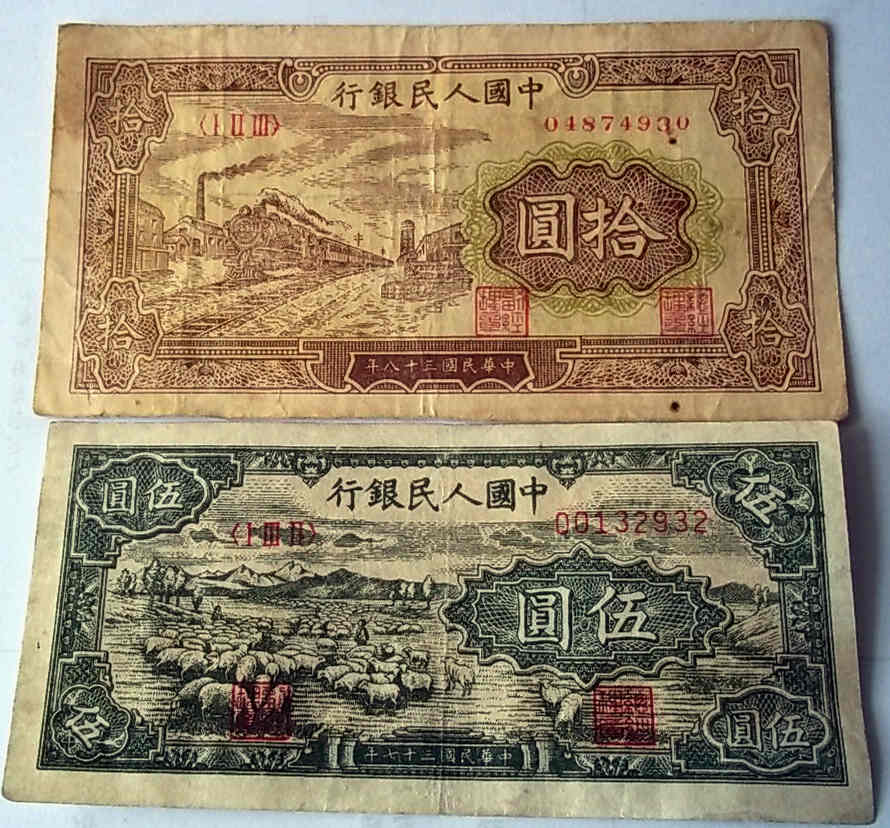 中國人民銀行
拾
拾
〈I II III〉
04874930
拾圓
拾
拾
中華民國三十八年
中國人民銀行
伍圓
伍
〈I III II〉
00132932
伍圓
伍
伍圓
中華民國三十七年